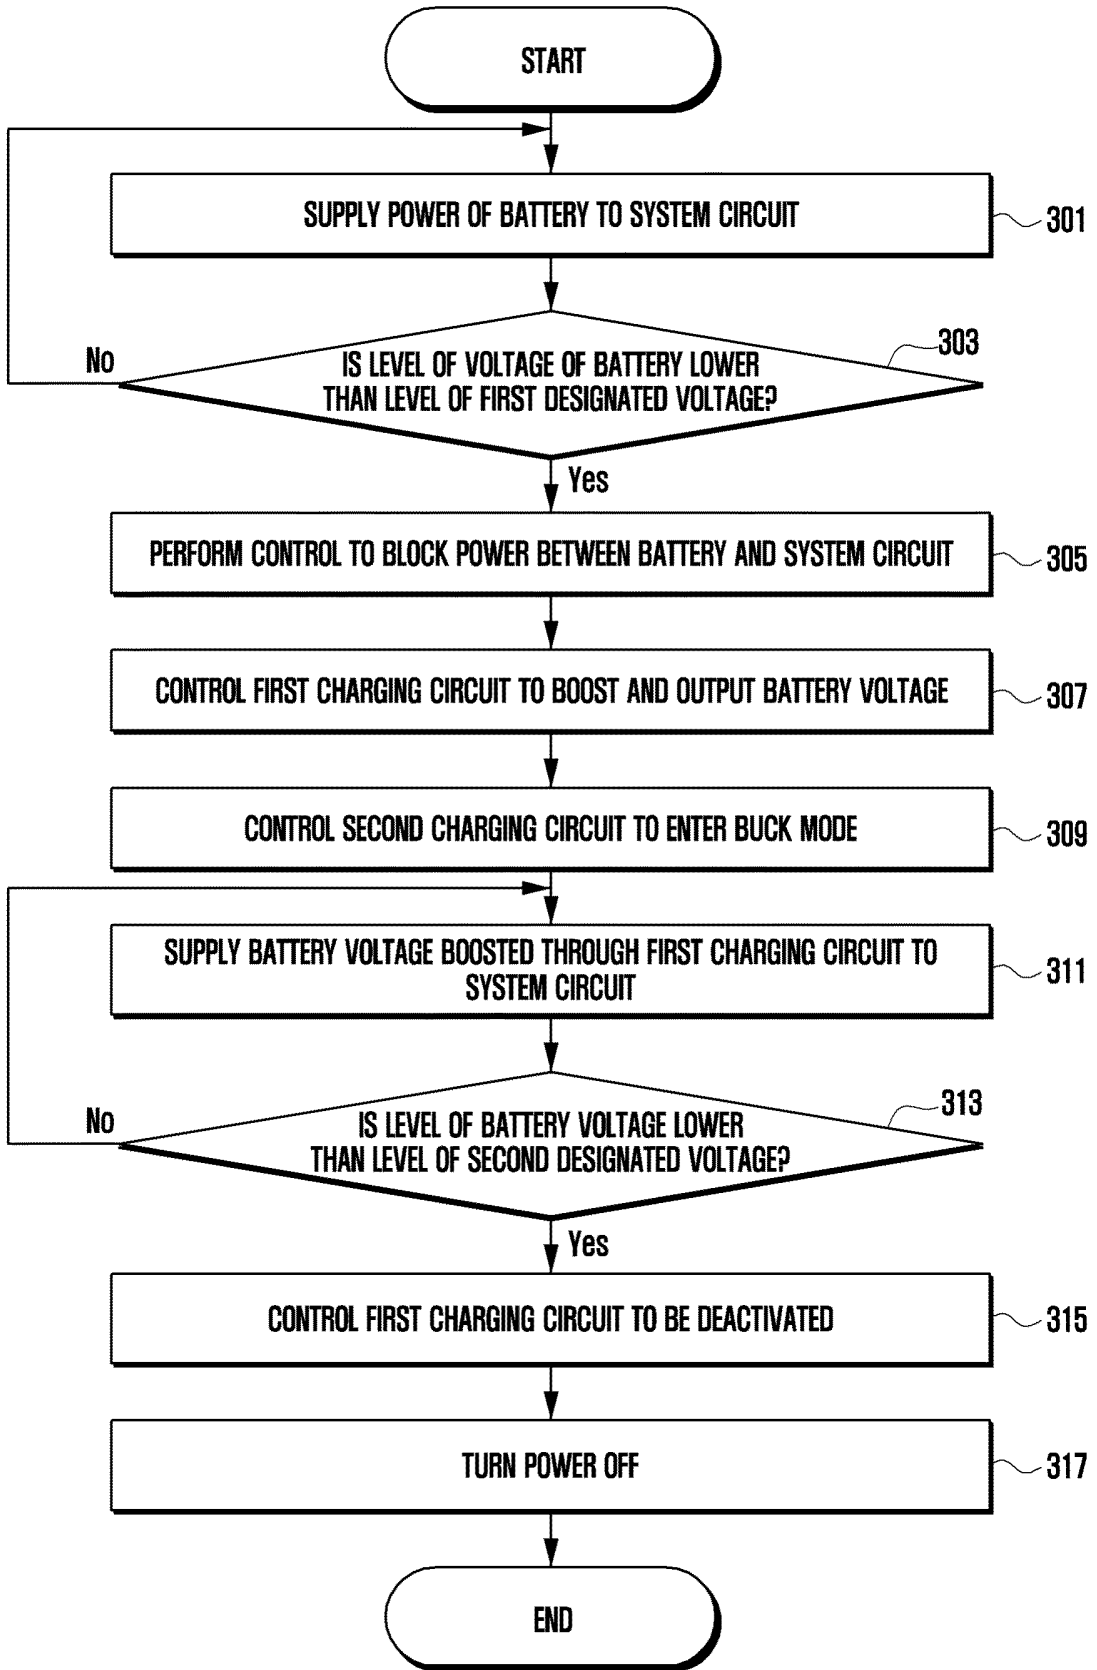 START
SUPPLY POWER OF BATTERY TO SYSTEM CIRCUIT
301
No
IS LEVEL OF VOLTAGE OF BATTERY LOWER
THAN LEVEL OF FIRST DESIGNATED VOLTAGE?
303
Yes
PERFORM CONTROL TO BLOCK POWER BETWEEN BATTERY AND SYSTEM CIRCUIT
305
CONTROL FIRST CHARGING CIRCUIT TO BOOST AND OUTPUT BATTERY VOLTAGE
307
CONTROL SECOND CHARGING CIRCUIT TO ENTER BUCK MODE
309
SUPPLY BATTERY VOLTAGE BOOSTED THROUGH FIRST CHARGING CIRCUIT TO
SYSTEM CIRCUIT
311
No
IS LEVEL OF BATTERY VOLTAGE LOWER
THAN LEVEL OF SECOND DESIGNATED VOLTAGE?
313
Yes
CONTROL FIRST CHARGING CIRCUIT TO BE DEACTIVATED
315
TURN POWER OFF
317
END